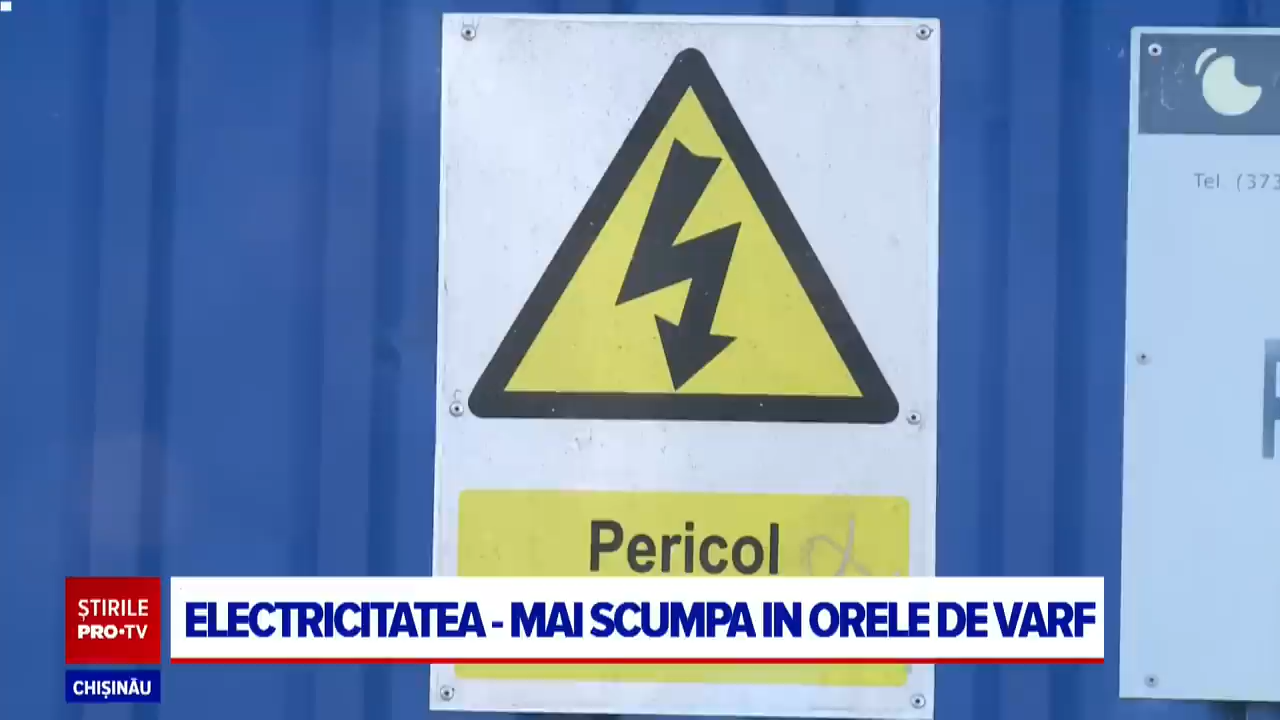 Tel. (373
Pericol
ȘTIRILE
PRO•TV
ELECTRICITATEA - MAI SCUMPA IN ORELE DE VARF
CHIȘINĂU